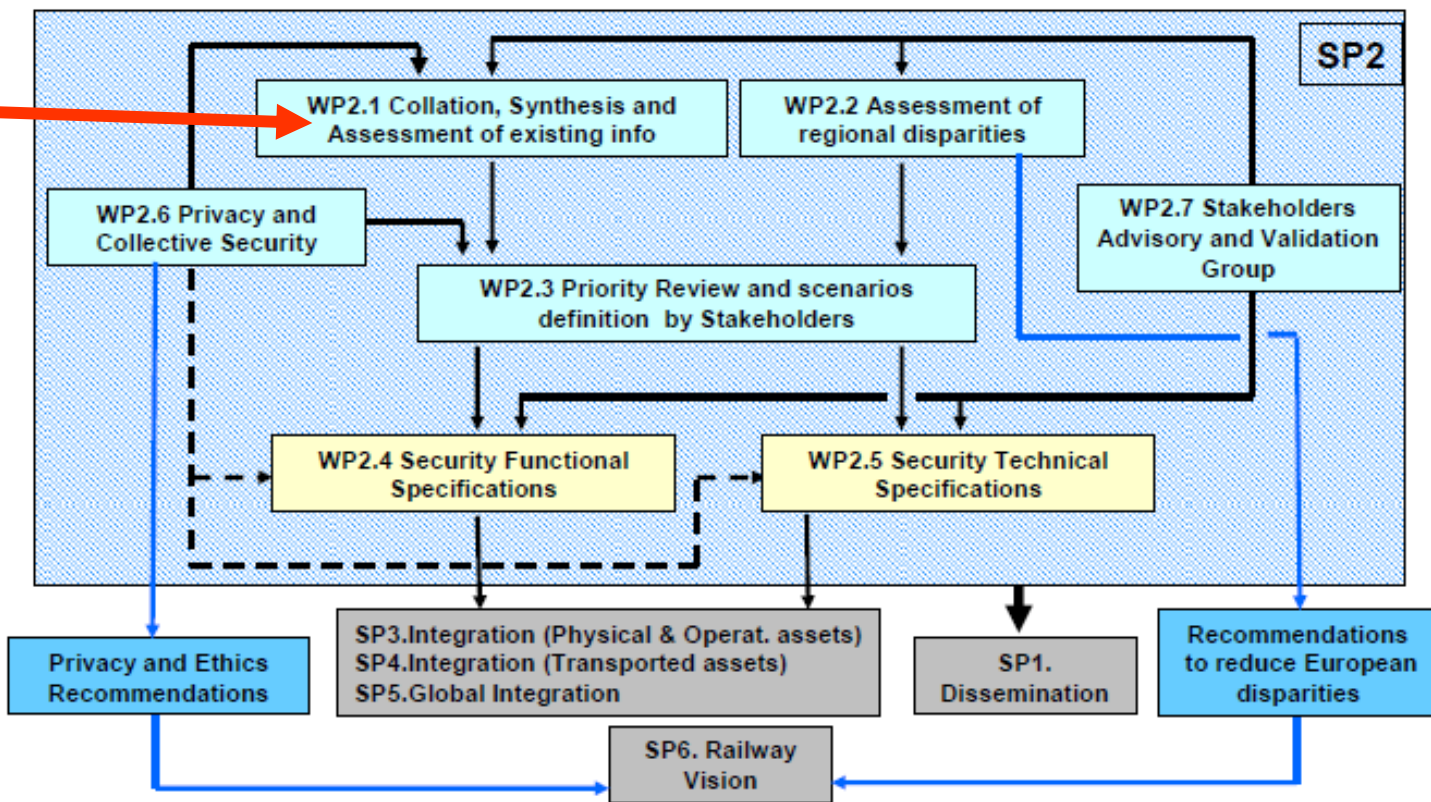 SP2
WP2.1 Collation, Synthesis and
Assessment of existing info
WP2.2 Assessment of
regional disparities
WP2.6 Privacy and
Collective Security
WP2.7 Stakeholders
Advisory and Validation
Group
WP2.3 Priority Review and scenarios
definition by Stakeholders
WP2.4 Security Functional
Specifications
WP2.5 Security Technical
Specifications
Privacy and Ethics
Recommendations
SP3.Integration (Physical & Operat. assets)
SP4.Integration (Transported assets)
SP5.Global Integration
SP1.
Dissemination
Recommendations
to reduce European
disparities
SP6. Railway
Vision